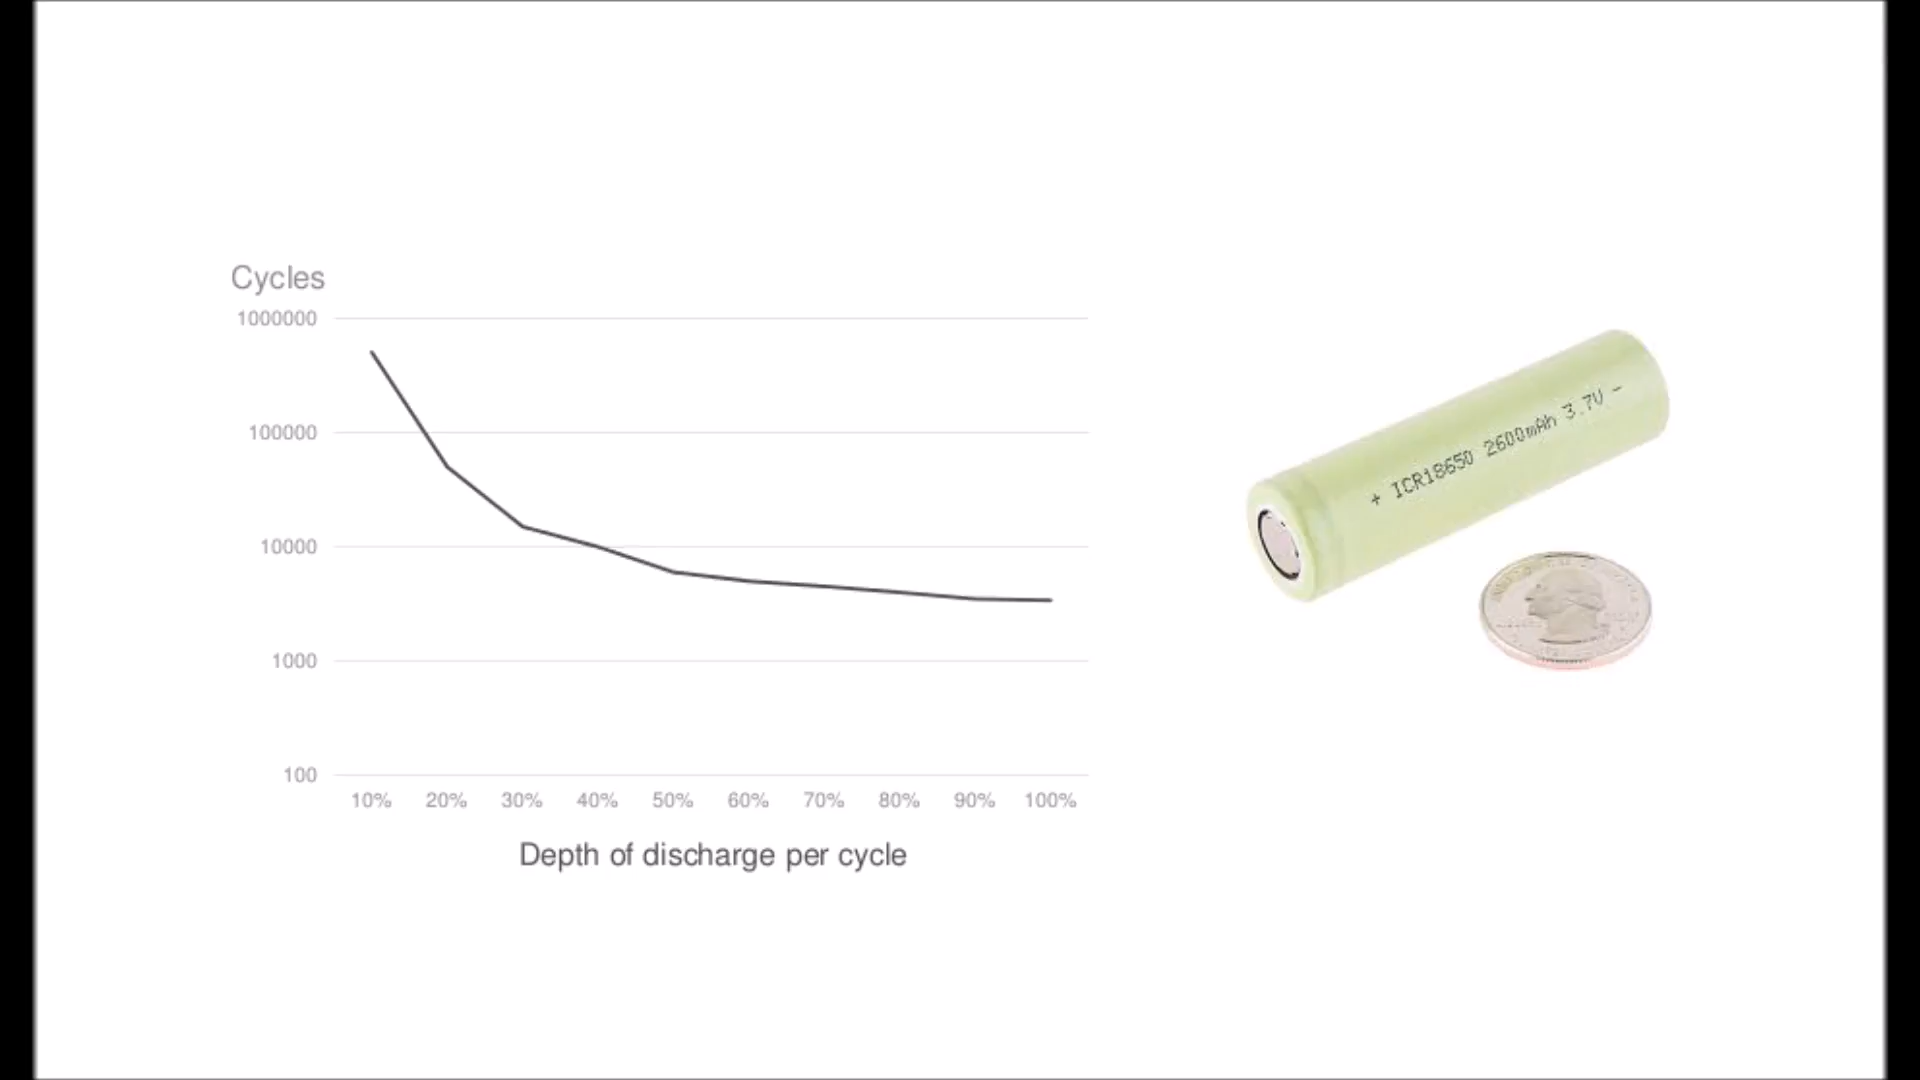 Cycles
1000000
100000
10000
1000
100
10% 20% 30% 40% 50% 60% 70% 80% 90% 100%
Depth of discharge per cycle
+ ICR18650 2600mAh 3.7V -